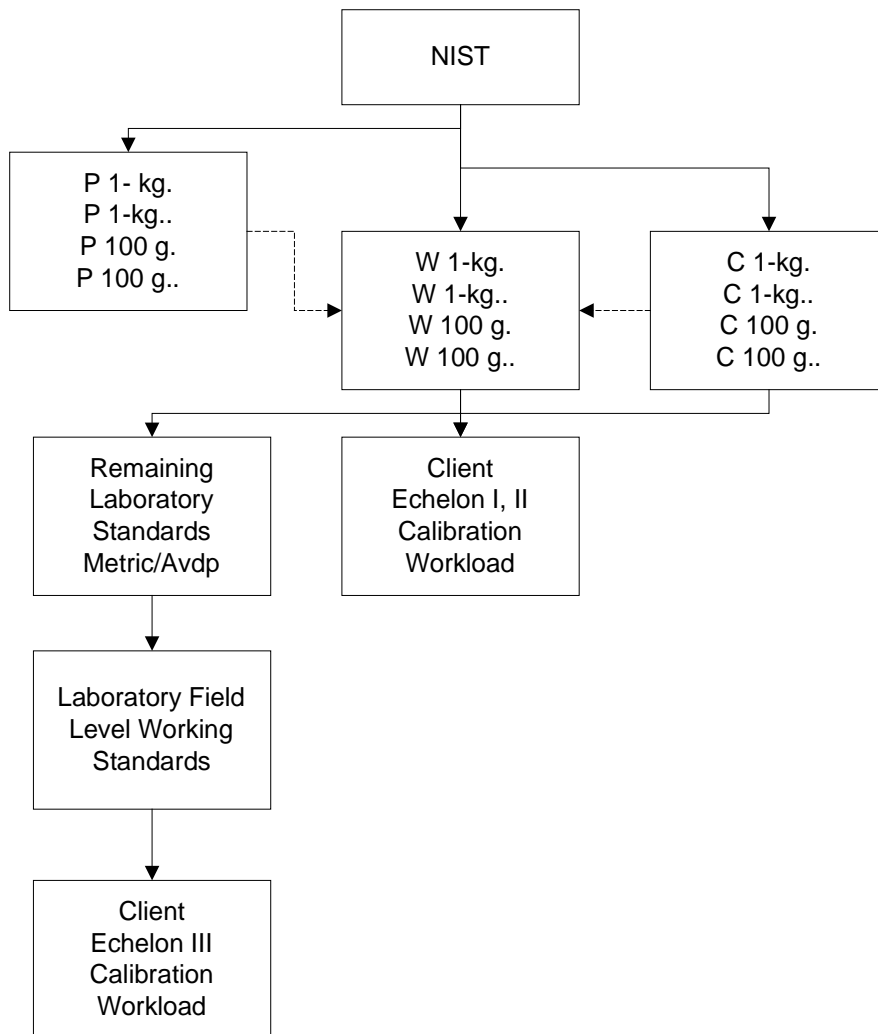 NIST
P 1- kg.
P 1-kg..
P 100 g.
P 100 g..
W 1-kg.
W 1-kg..
W 100 g.
W 100 g..
C 1-kg.
C 1-kg..
C 100 g.
C 100 g..
Remaining
Laboratory
Standards
Metric/Avdp
Client
Echelon I, II
Calibration
Workload
Laboratory Field
Level Working
Standards
Client
Echelon III
Calibration
Workload